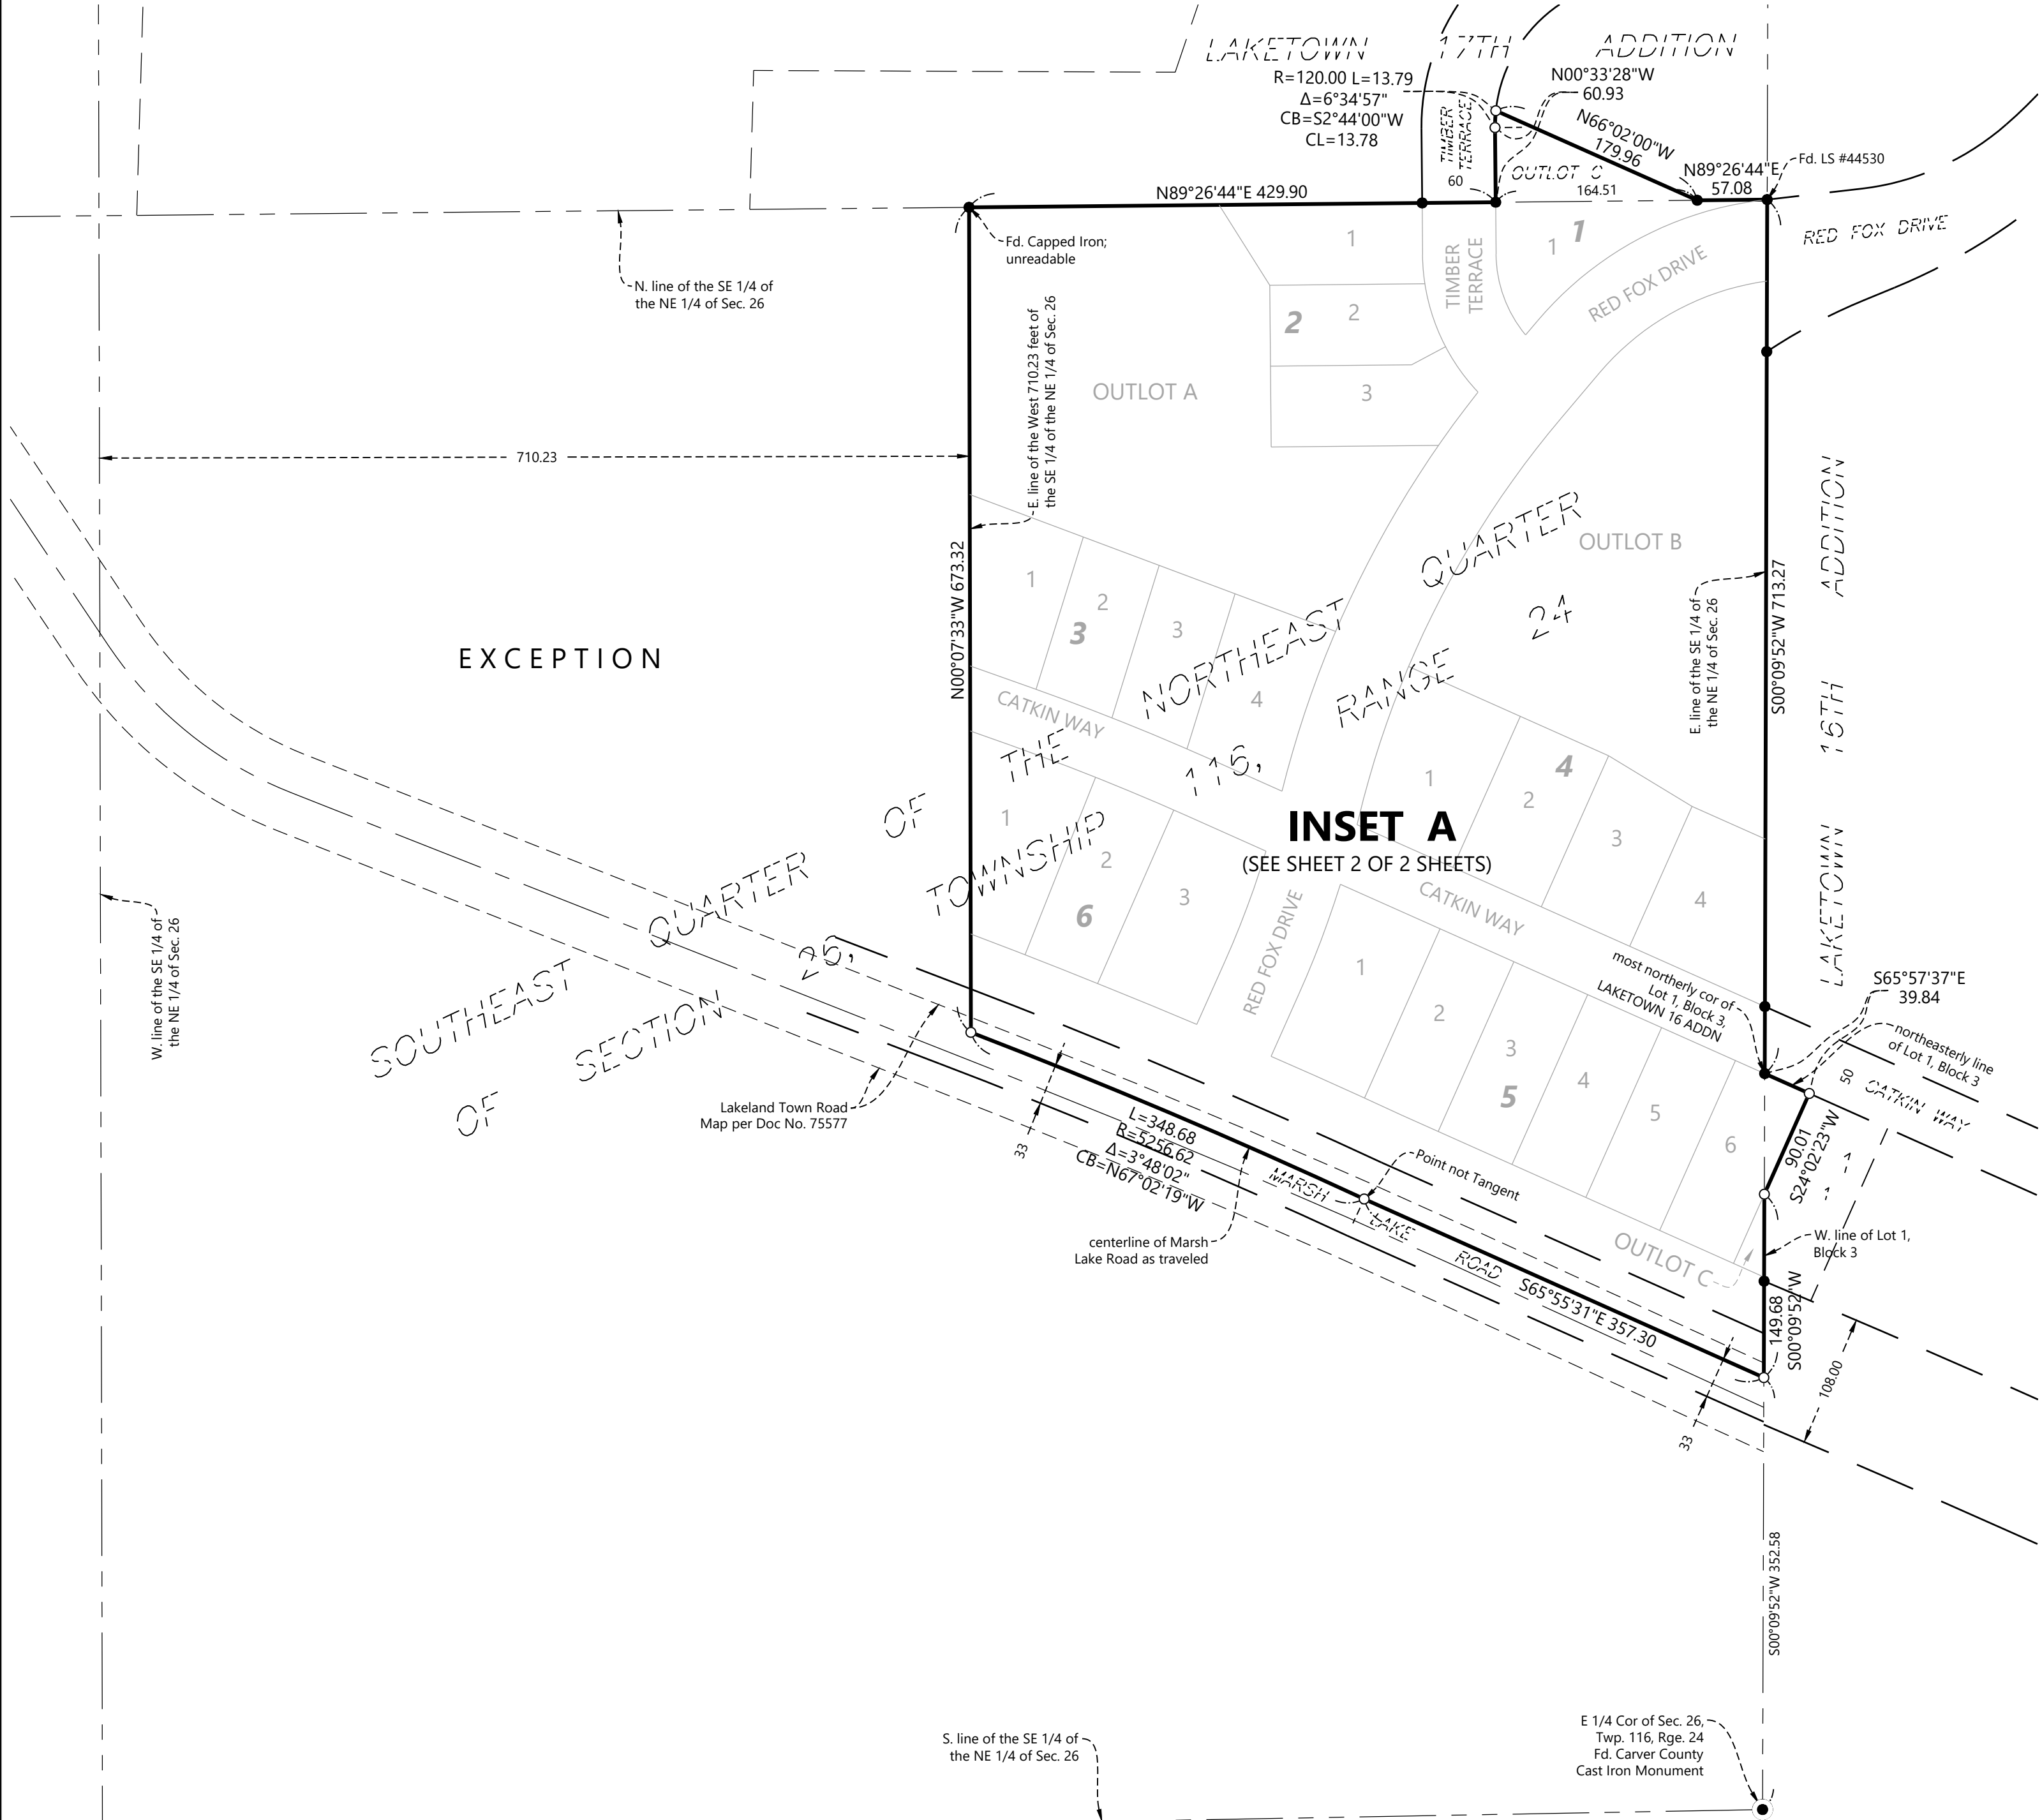 LAKETOWN 17TH ADDITION
R=120.00 L=13.79
Δ=6°34'57"
CB=S2°44'00"W
CL=13.78
TIMBER
TERRACE
60
N00°33'28"W
60.93
N66°02'00"W
179.96
OUTLOT C
164.51
N89°26'44"E
57.08
Fd. LS #44530
RED FOX DRIVE
N89°26'44"E 429.90
Fd. Capped Iron;
unreadable
N. line of the SE 1/4 of
the NE 1/4 of Sec. 26
1
TIMBER
TERRACE
1
1
RED FOX DRIVE
2
2
3
OUTLOT A
E. line of the West 710.23 feet of
the SE 1/4 of the NE 1/4 of Sec. 26
710.23
N00°07'33"W 673.32
EXCEPTION
OUTLOT B
E. line of the SE 1/4 of
the NE 1/4 of Sec. 26
S00°09'52"W 713.27
LAKETOWN 16TH ADDITION
1
2
3
3
4
CATKIN WAY
SOUTHEAST QUARTER OF THE NORTHEAST QUARTER
OF SECTION 26, TOWNSHIP 116, RANGE 24
1
2
3
6
1
2
4
3
4
INSET A
(SEE SHEET 2 OF 2 SHEETS)
CATKIN WAY
RED FOX DRIVE
1
2
3
5
4
5
6
OUTLOT C
most northerly cor of
Lot 1, Block 3,
LAKETOWN 16 ADDN
S65°57'37"E
39.84
northeasterly line
of Lot 1, Block 3
50
CATKIN WAY
90.01
S24°02'23"W
1
1
W. line of Lot 1,
Block 3
149.68
S00°09'52"W
108.00
W. line of the SE 1/4 of
the NE 1/4 of Sec. 26
Lakeland Town Road
Map per Doc No. 75577
33
L=348.68
R=5256.62
Δ=3°48'02"
CB=N67°02'19"W
centerline of Marsh
Lake Road as traveled
Point not Tangent
MARSH LAKE ROAD
S65°55'31"E 357.30
33
S00°09'52"W 352.58
S. line of the SE 1/4 of
the NE 1/4 of Sec. 26
E 1/4 Cor of Sec. 26,
Twp. 116, Rge. 24
Fd. Carver County
Cast Iron Monument